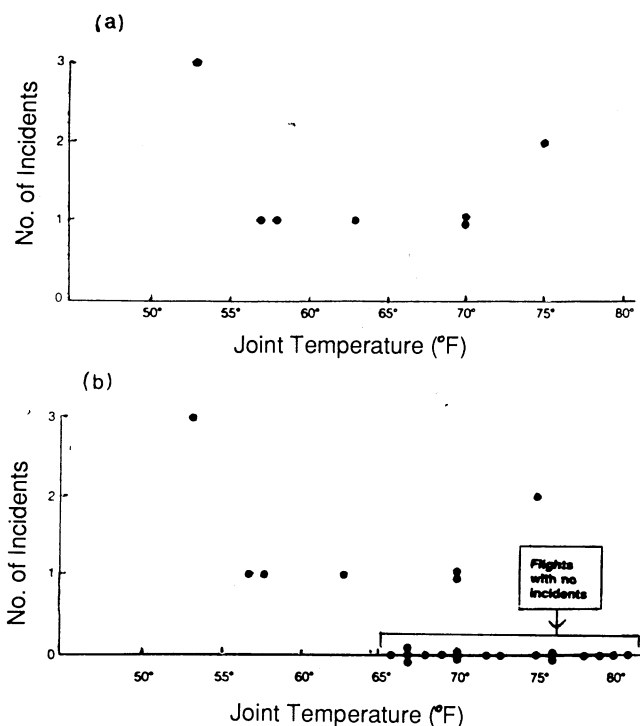 (a)
No. of Incidents
3
2
1
0
50° 55° 60° 65° 70° 75° 80°
Joint Temperature (°F)
(b)
No. of Incidents
3
2
1
0
Flights
with no
incidents
50° 55° 60° 65° 70° 75° 80°
Joint Temperature (°F)